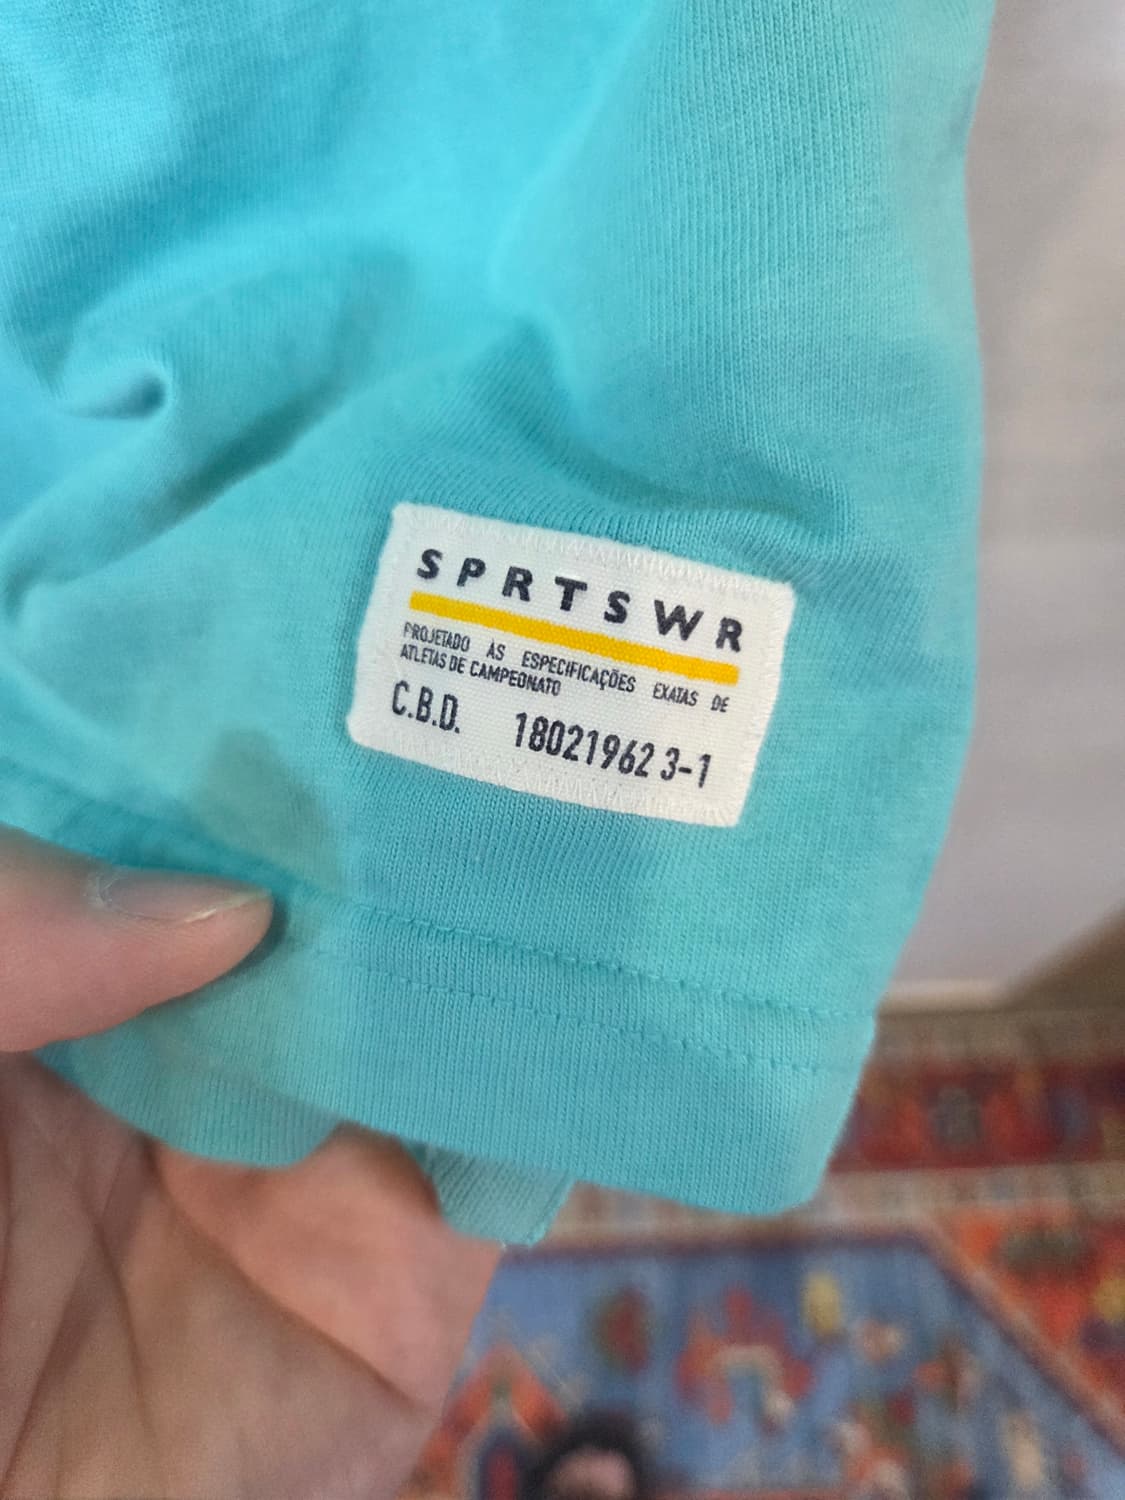 SPRTSWR
PROJETADO ÀS ESPECIFICAÇÕES EXATAS DE
ATLETAS DE CAMPEONATO
C.B.D. 18021962 3-1